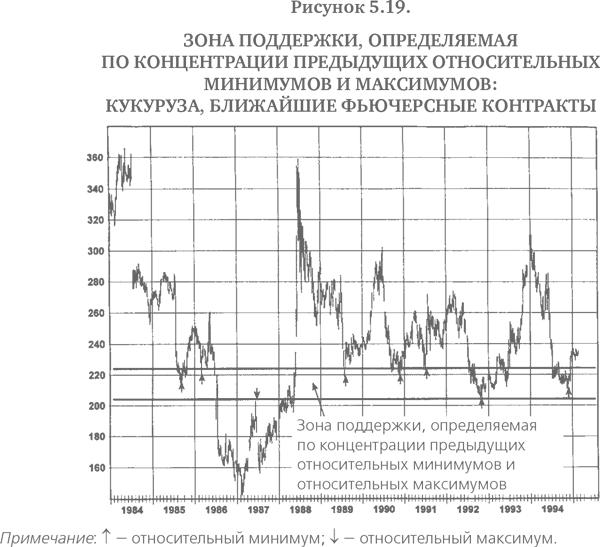 Рисунок 5.19.
ЗОНА ПОДДЕРЖКИ, ОПРЕДЕЛЯЕМАЯ
ПО КОНЦЕНТРАЦИИ ПРЕДЫДУЩИХ ОТНОСИТЕЛЬНЫХ
МИНИМУМОВ И МАКСИМУМОВ:
КУКУРУЗА, БЛИЖАЙШИЕ ФЬЮЧЕРСНЫЕ КОНТРАКТЫ
360
340
320
280
260
240
220
200
180
160
Зона поддержки, определяемая
по концентрации предыдущих
относительных минимумов и
относительных максимумов
1984 1985 1986 1987 1988 1989 1990 1991 1992 1993 1994
Примечание: ↑ – относительный минимум; ↓ – относительный максимум.